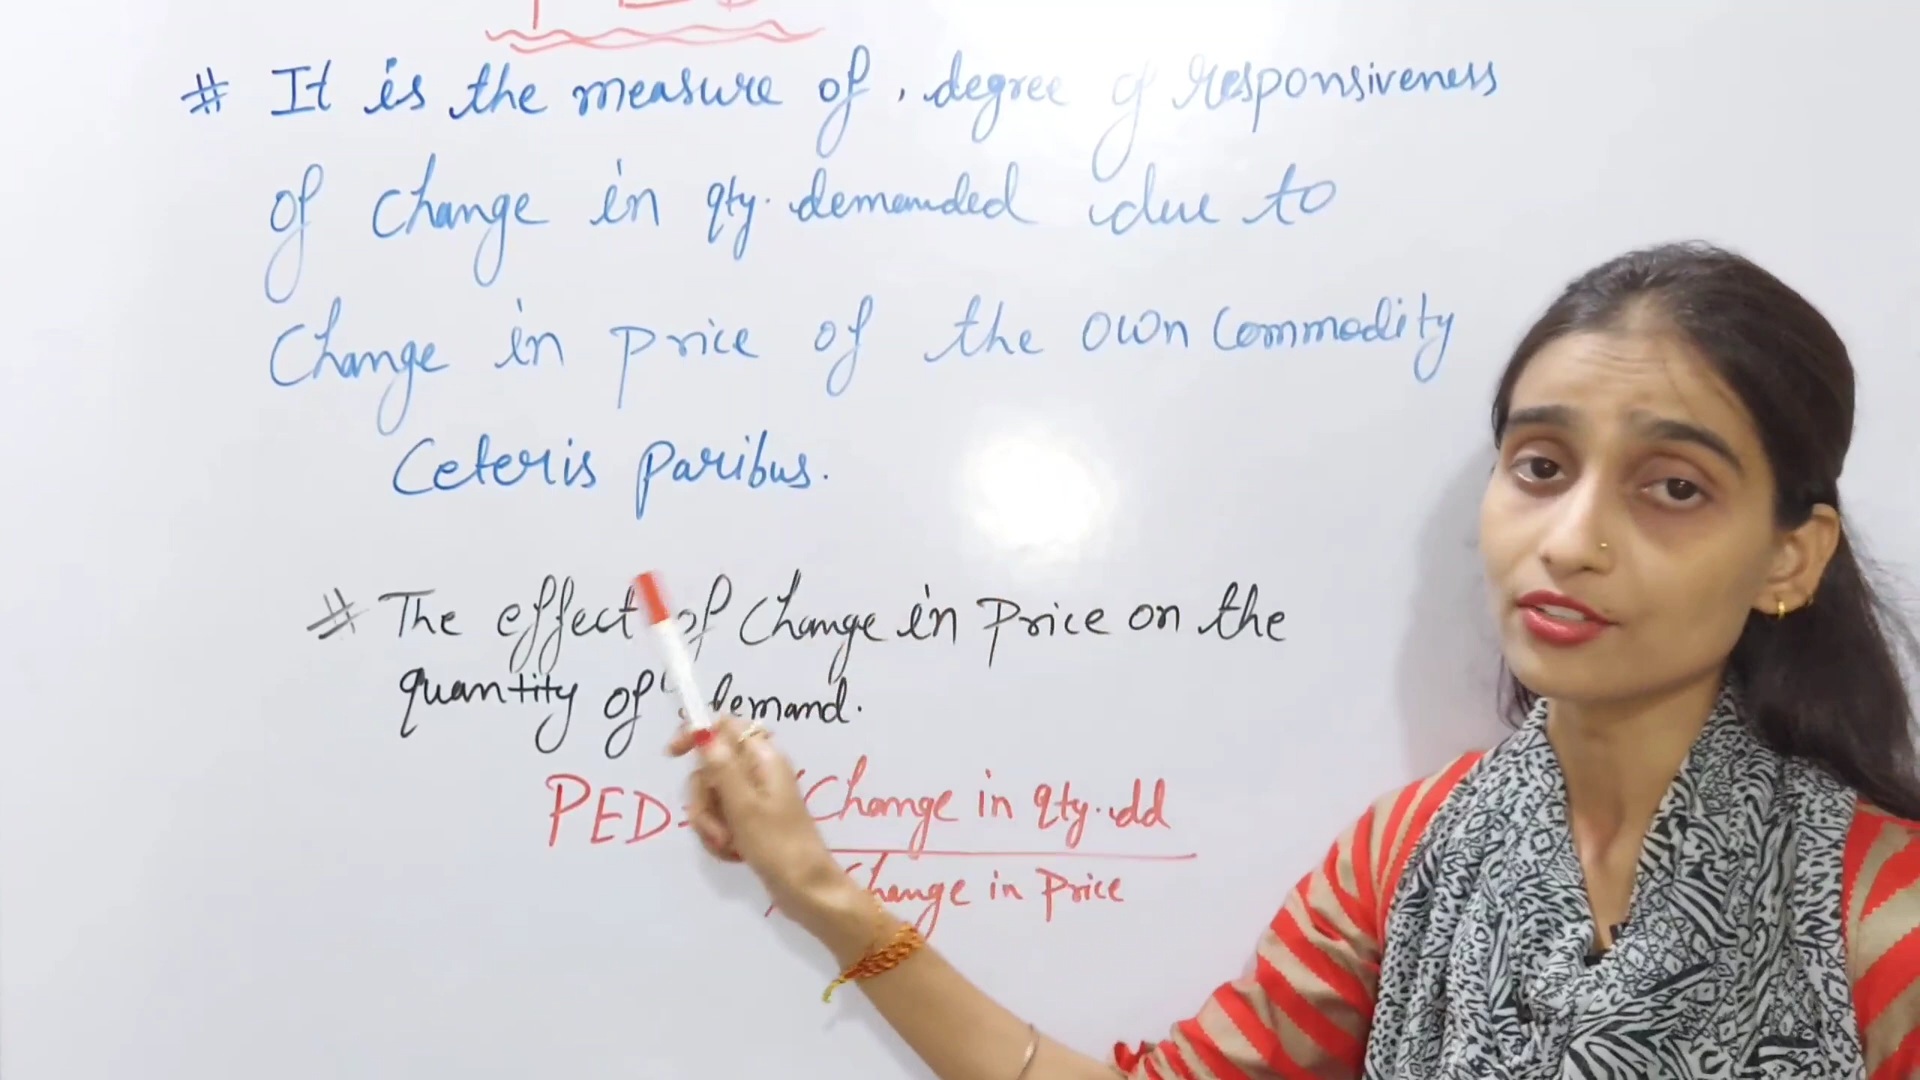 # It is the measure of degree of responsiveness
of change in qty. demanded due to
Change in price of the own Commodity
Ceteris paribus.
# The effect of Change in Price on the
quantity of demand.
PED= Change in qty. dd
Change in Price